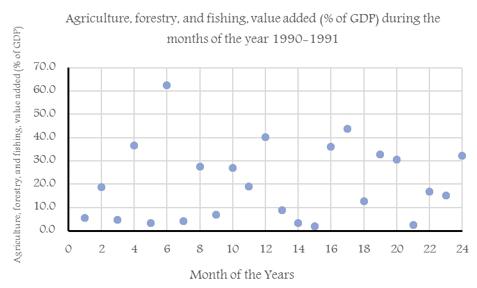 Agriculture, forestry, and fishing, value added (% of GDP) during the
months of the year 1990-1991
Agriculture, forestry, and fishing, value added (% of GDP)
70.0
60.0
50.0
40.0
30.0
20.0
10.0
0.0
0 2 4 6 8 10 12 14 16 18 20 22 24
Month of the Years